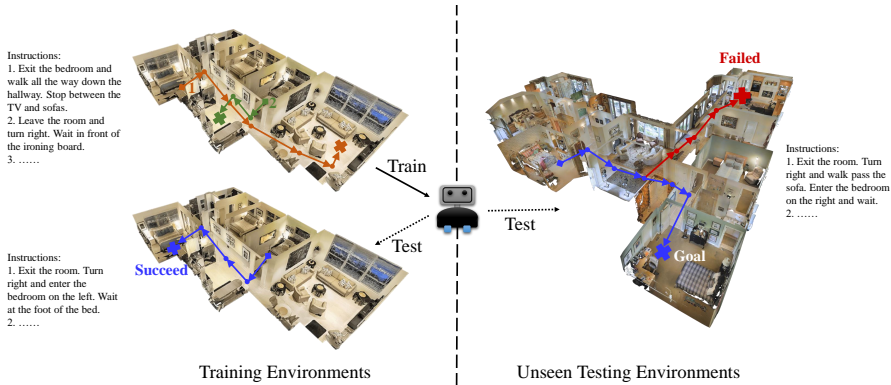 Instructions:
1. Exit the bedroom and
walk all the way down the
hallway. Stop between the
TV and sofas.
2. Leave the room and
turn right. Wait in front of
the ironing board.
3. ......
1
2
Train
Test
Test
Instructions:
1. Exit the room. Turn
right and enter the
bedroom on the left. Wait
at the foot of the bed.
2. ......
Succeed
Failed
Instructions:
1. Exit the room. Turn
right and walk pass the
sofa. Enter the bedroom
on the right and wait.
2. ......
Goal
Training Environments
Unseen Testing Environments